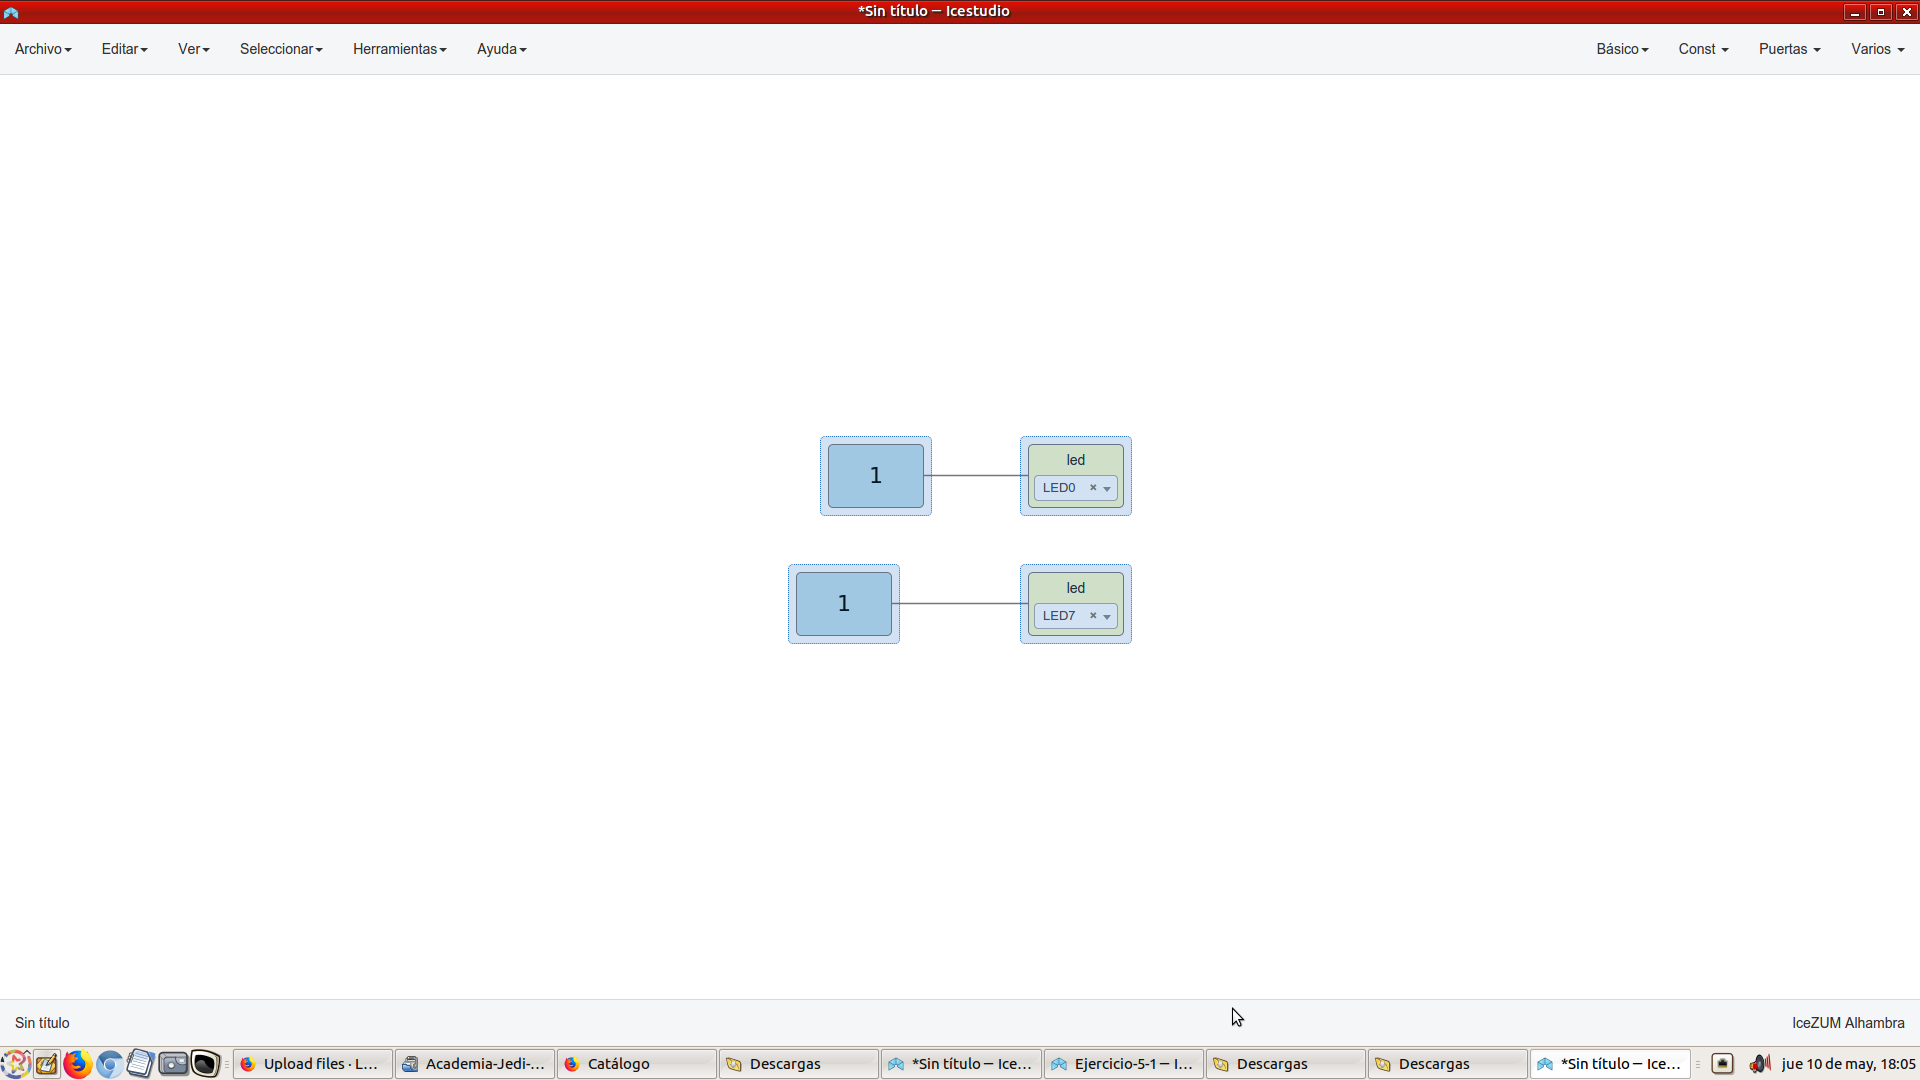 *Sin título — Icestudio
Archivo Editar Ver Seleccionar Herramientas Ayuda Básico Const Puertas Varios
1 led
LED0
1 led
LED7
Sin título IceZUM Alhambra
Upload files · L... Academia-Jedi-... Catálogo Descargas *Sin título — Ice... Ejercicio-5-1 — I... Descargas Descargas *Sin título — Ice... jue 10 de may, 18:05